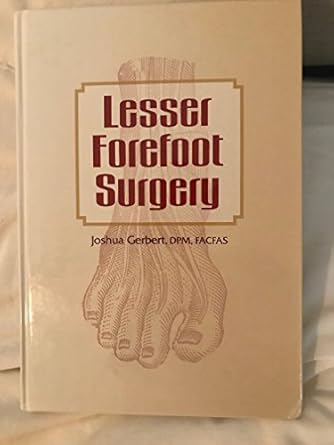 Lesser
Forefoot
Surgery
Joshua Gerbert, DPM, FACFAS